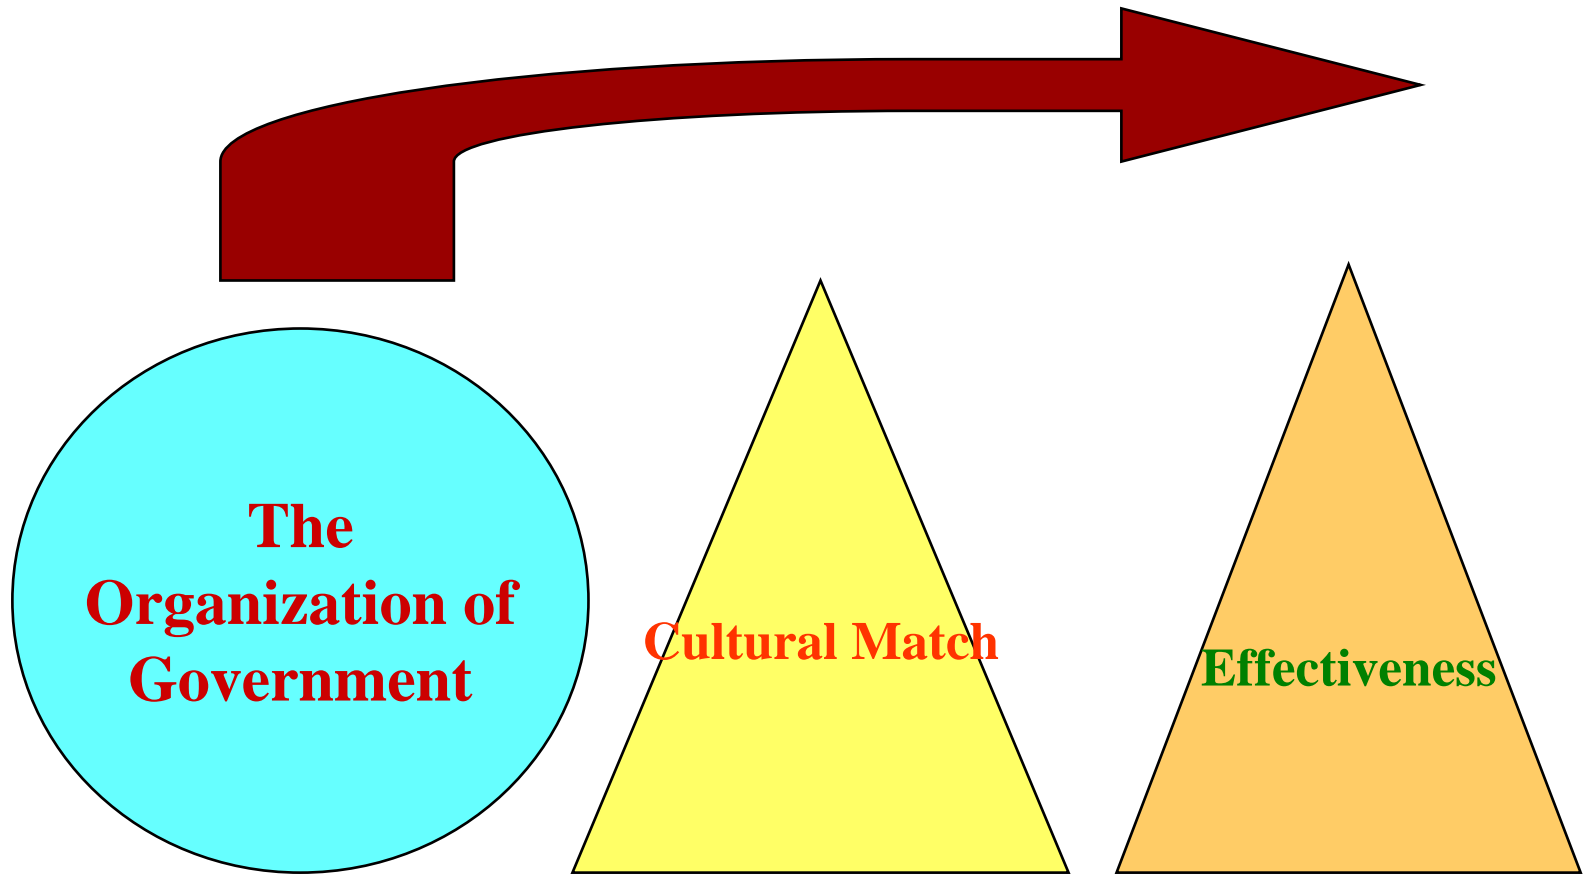 The
Organization of
Government
Cultural Match
Effectiveness